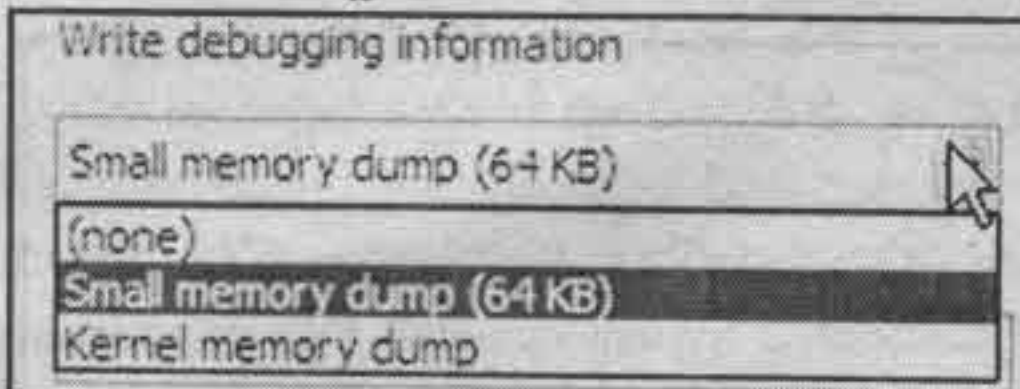 Write debugging information
Small memory dump (64 KB)
(none)
Small memory dump (64 KB)
Kernel memory dump